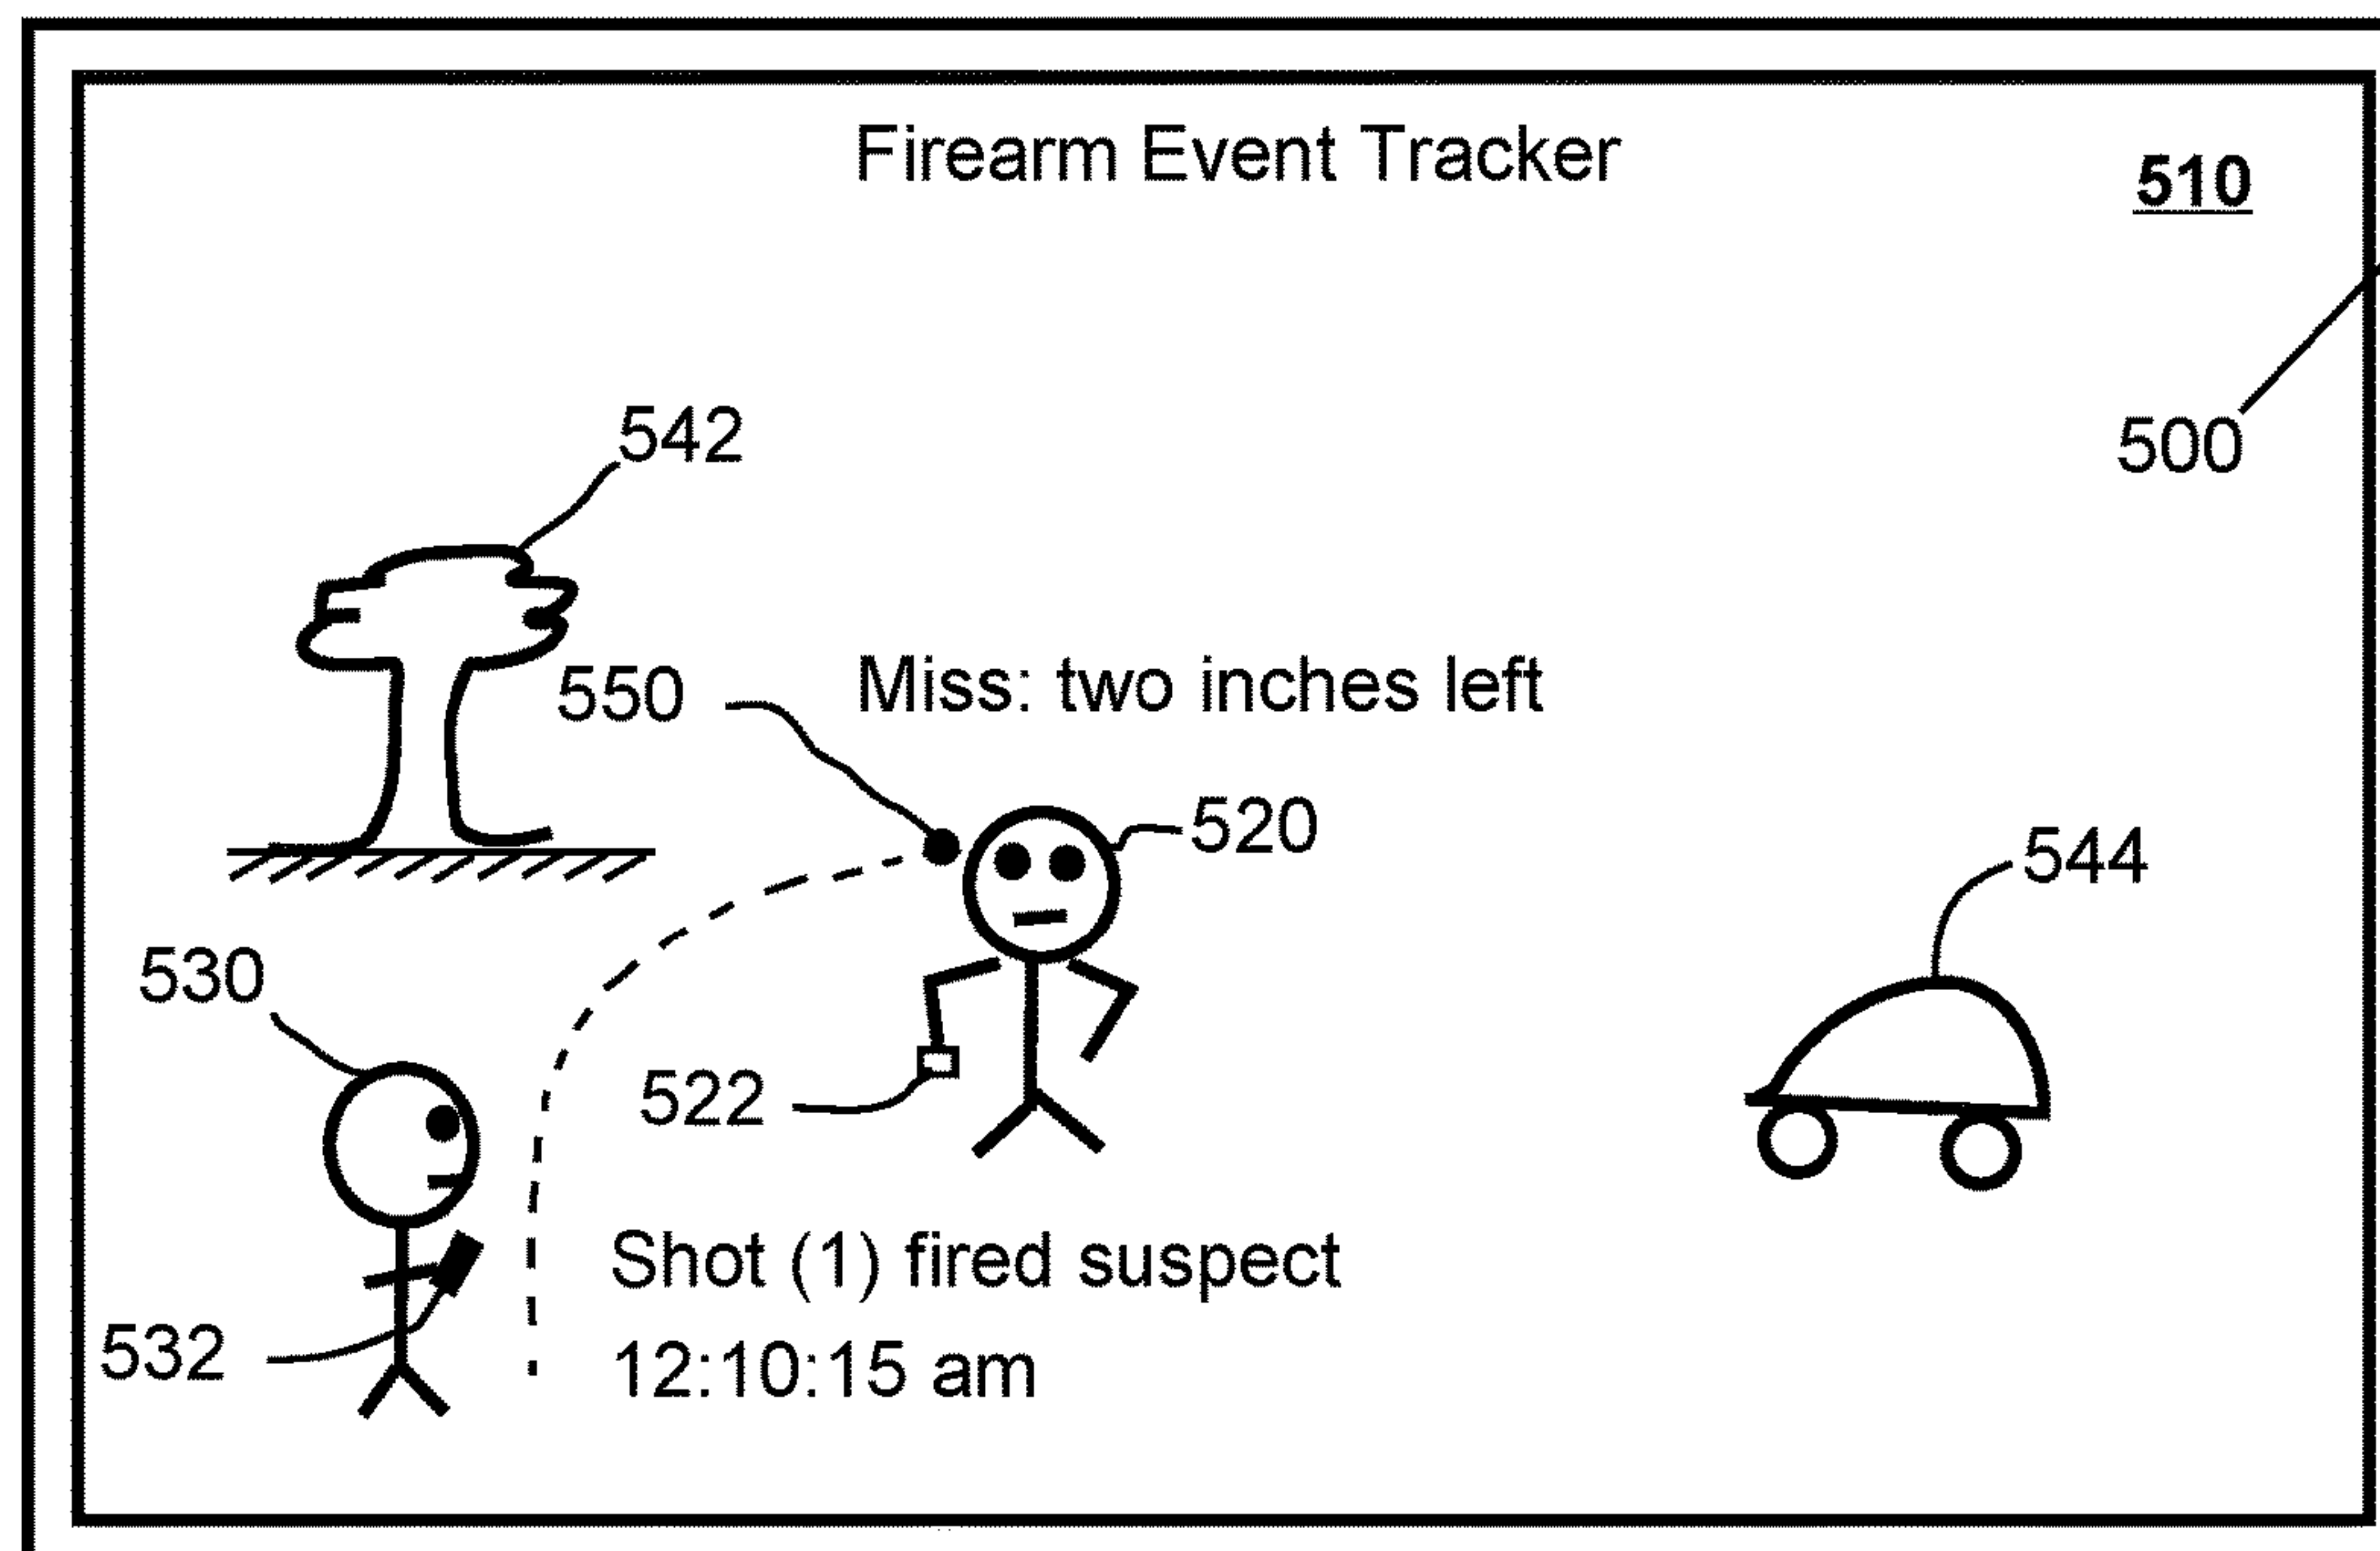 Firearm Event Tracker
510
500
542
550
Miss: two inches left
520
544
530
522
Shot (1) fired suspect
532
12:10:15 am